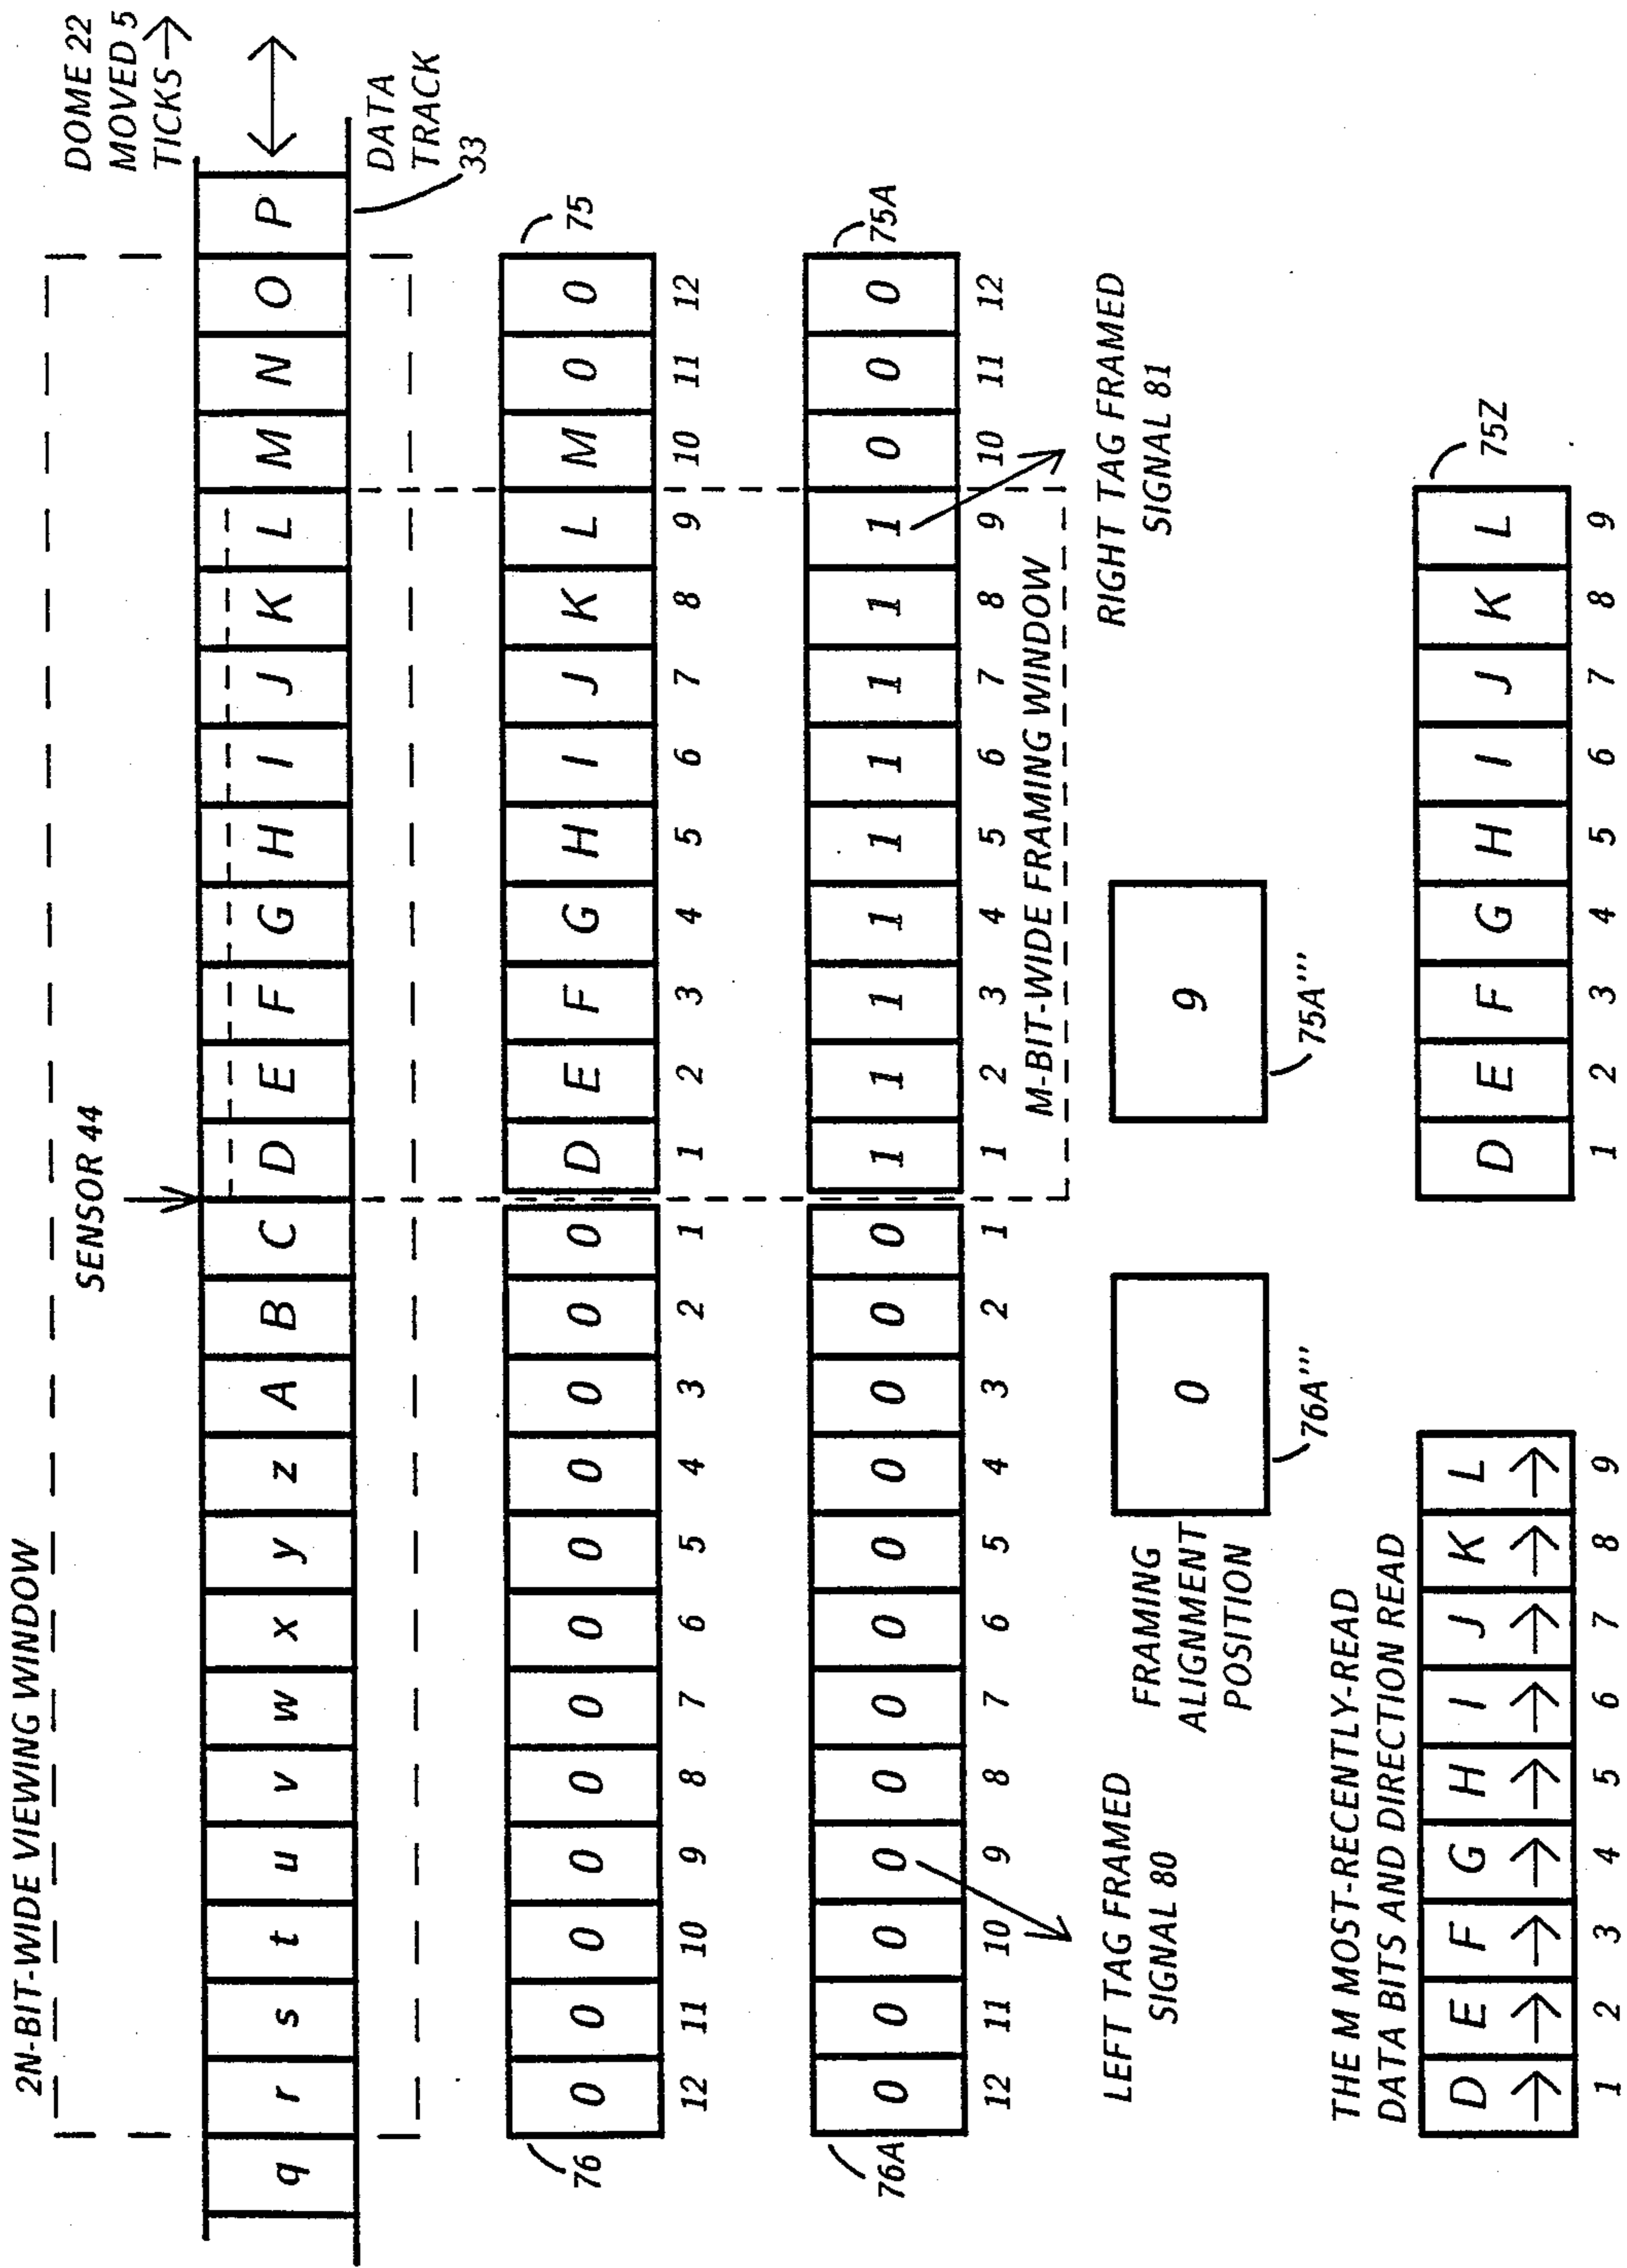 2N-BIT-WIDE VIEWING WINDOW
DOME 22
MOVED 5
TICKS→
SENSOR 44
q r s t u v w x y z A B C D E F G H I J K L M N O P
DATA
TRACK
33
76
0 0 0 0 0 0 0 0 0 0 0 0
12 11 10 9 8 7 6 5 4 3 2 1
D E F G H I J K L M 0 0
1 2 3 4 5 6 7 8 9 10 11 12
75
76A
0 0 0 0 0 0 0 0 0 0 0 0
12 11 10 9 8 7 6 5 4 3 2 1
1 1 1 1 1 1 1 1 1 0 0 0
1 2 3 4 5 6 7 8 9 10 11 12
75A
M-BIT-WIDE FRAMING WINDOW
LEFT TAG FRAMED
SIGNAL 80
RIGHT TAG FRAMED
SIGNAL 81
FRAMING
ALIGNMENT
POSITION
0
76A'''
9
75A'''
THE M MOST-RECENTLY-READ
DATA BITS AND DIRECTION READ
D E F G H I J K L
→ → → → → → → → →
1 2 3 4 5 6 7 8 9
D E F G H I J K L
1 2 3 4 5 6 7 8 9
75Z